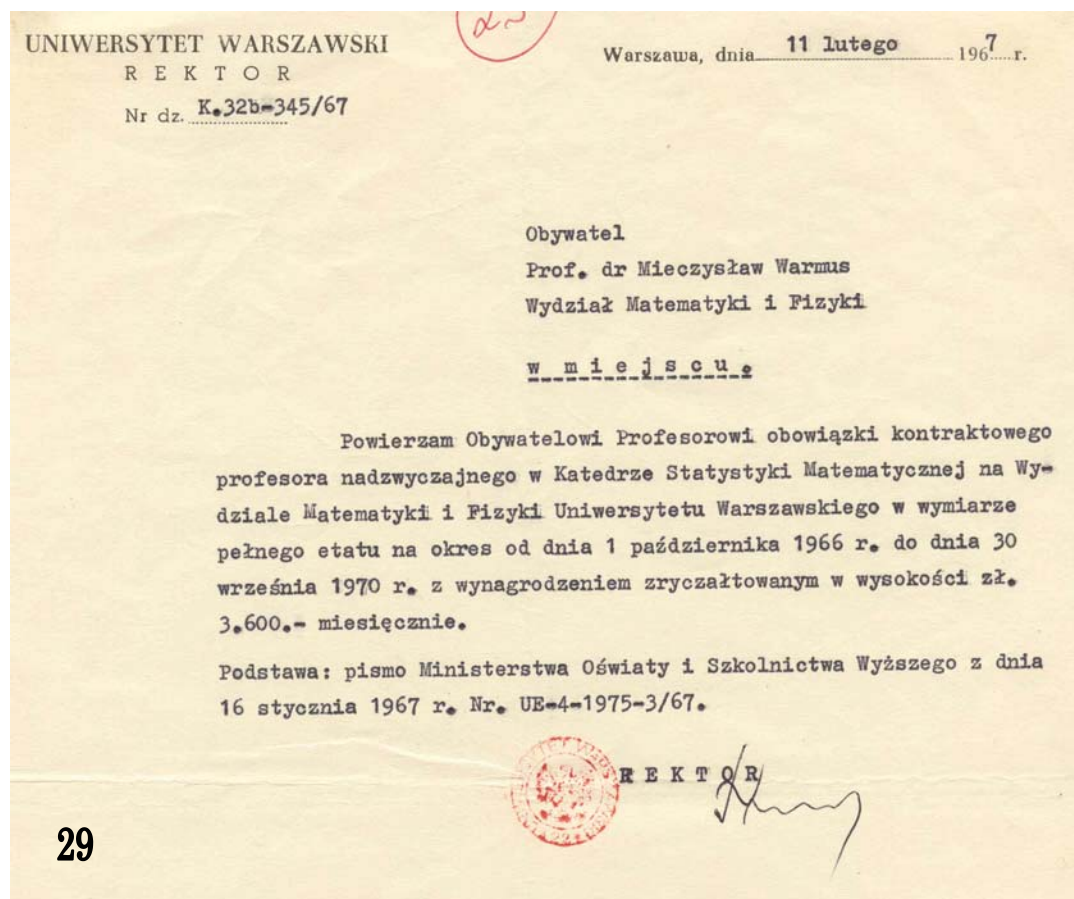 UNIWERSYTET WARSZAWSKI
REKTOR
Nr dz. K.32b-345/67
Warszawa, dnia 11 lutego 1967 r.
Obywatel
Prof. dr Mieczysław Warmus
Wydział Matematyki i Fizyki
w miejscu.
Powierzam Obywatelowi Profesorowi obowiązki kontraktowego
profesora nadzwyczajnego w Katedrze Statystyki Matematycznej na Wy-
dziale Matematyki i Fizyki Uniwersytetu Warszawskiego w wymiarze
pełnego etatu na okres od dnia 1 października 1966 r. do dnia 30
września 1970 r. z wynagrodzeniem zryczałtowanym w wysokości zł.
3.600.- miesięcznie.
Podstawa: pismo Ministerstwa Oświaty i Szkolnictwa Wyższego z dnia
16 stycznia 1967 r. Nr. UE-4-1975-3/67.
REKTOR
29